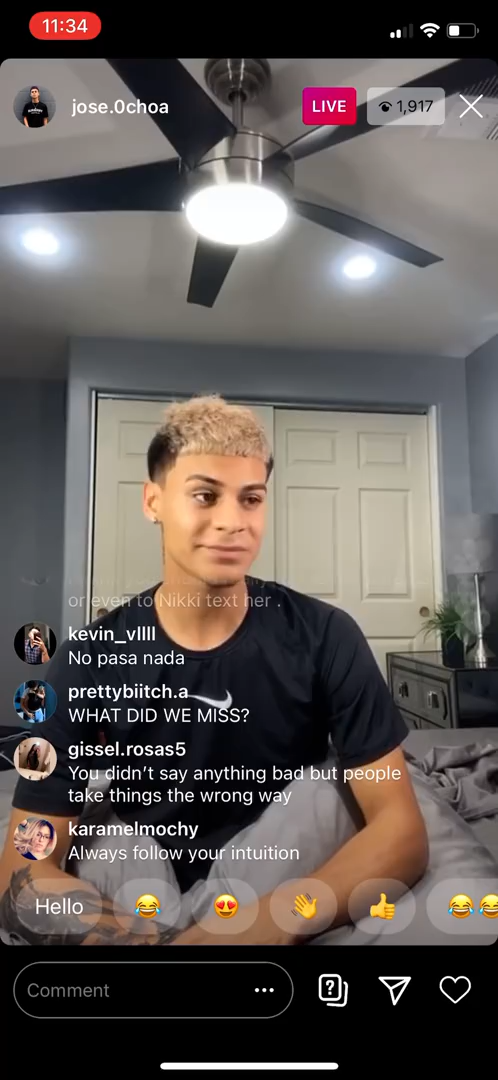 11:34
jose.0choa
LIVE
1,917
or even to Nikki text her .
kevin_vllll
No pasa nada
prettybiitch.a
WHAT DID WE MISS?
gissel.rosas5
You didn’t say anything bad but people
take things the wrong way
karamelmochy
Always follow your intuition
Hello
Comment